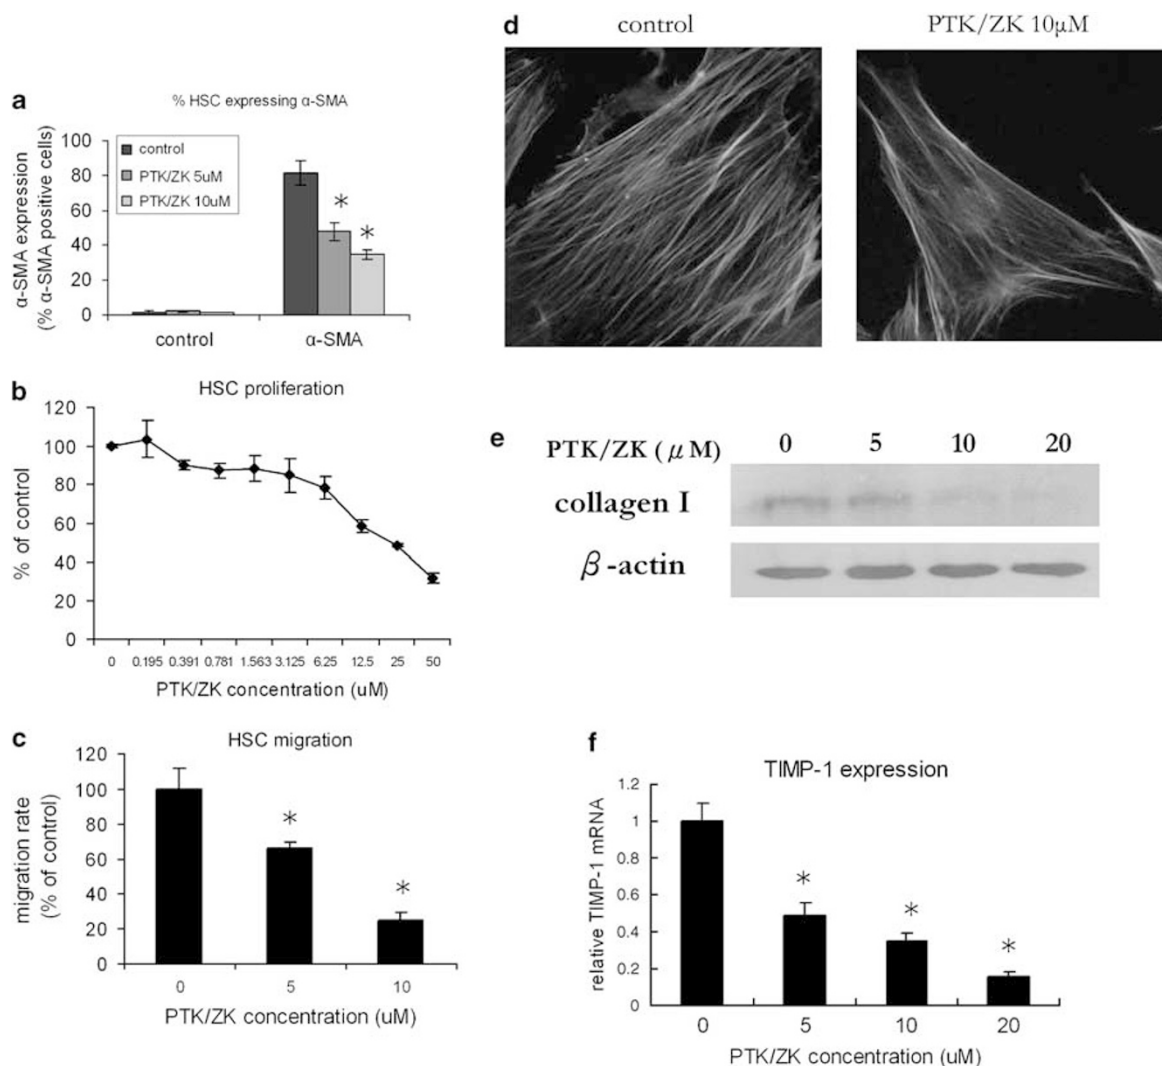 a
% HSC expressing α-SMA
α-SMA expression
(% α-SMA positive cells)
100
80
60
40
20
0
control
PTK/ZK 5uM
PTK/ZK 10uM
*
*
control
α-SMA
b
HSC proliferation
% of control
120
100
80
60
40
20
0
0 0.195 0.391 0.781 1.563 3.125 6.25 12.5 25 50
PTK/ZK concentration (uM)
c
HSC migration
migration rate
(% of control)
120
100
80
60
40
20
0
*
*
0 5 10
PTK/ZK concentration (uM)
d
control
PTK/ZK 10μM
e
PTK/ZK (μM) 0 5 10 20
collagen I
β-actin
f
TIMP-1 expression
relative TIMP-1 mRNA
1.2
1
0.8
0.6
0.4
0.2
0
*
*
*
0 5 10 20
PTK/ZK concentration (uM)